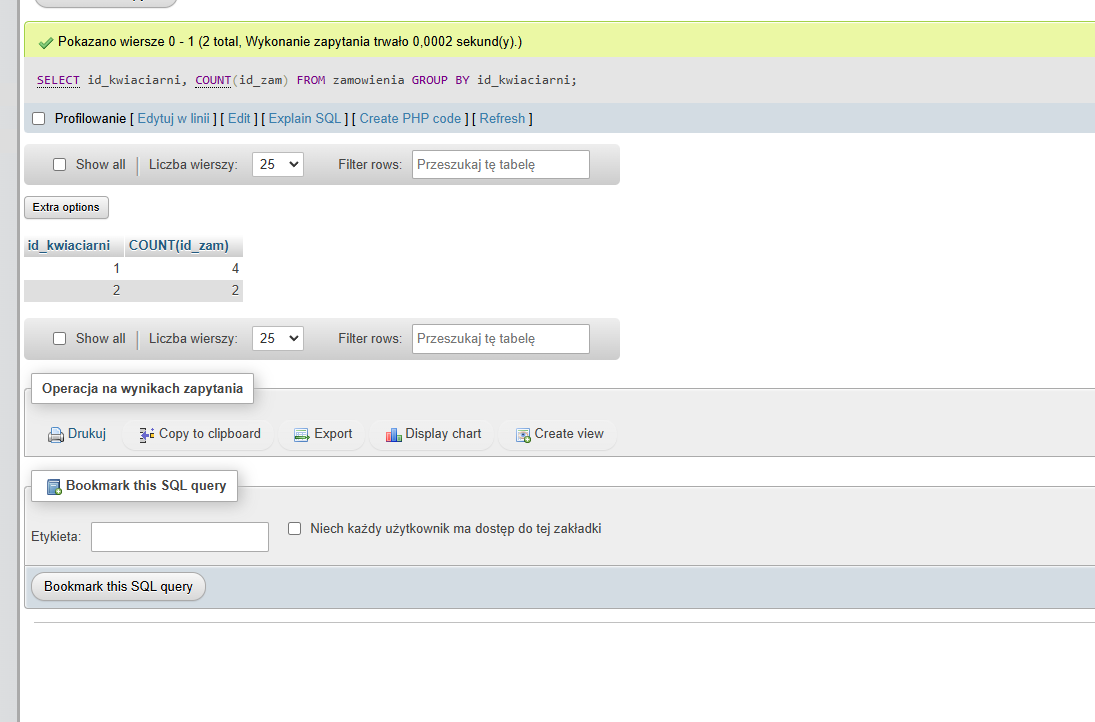 Pokazano wiersze 0 - 1 (2 total, Wykonanie zapytania trwało 0,0002 sekund(y).)
SELECT id_kwiaciarni, COUNT(id_zam) FROM zamowienia GROUP BY id_kwiaciarni;
Profilowanie [ Edytuj w linii ] [ Edit ] [ Explain SQL ] [ Create PHP code ] [ Refresh ]
Show all | Liczba wierszy: 25 Filter rows: Przeszukaj tę tabelę
Extra options
id_kwiaciarni COUNT(id_zam)
1 4
2 2
Show all | Liczba wierszy: 25 Filter rows: Przeszukaj tę tabelę
Operacja na wynikach zapytania
Drukuj Copy to clipboard Export Display chart Create view
Bookmark this SQL query
Etykieta: Niech każdy użytkownik ma dostęp do tej zakładki
Bookmark this SQL query